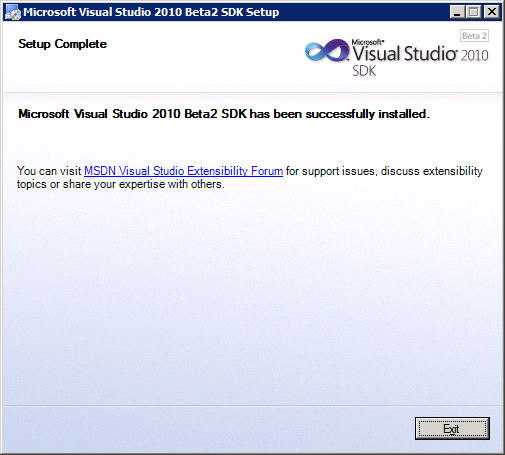 Microsoft Visual Studio 2010 Beta2 SDK Setup
Setup Complete
Beta 2
Microsoft®
Visual Studio 2010
SDK
Microsoft Visual Studio 2010 Beta2 SDK has been successfully installed.
You can visit MSDN Visual Studio Extensibility Forum for support issues, discuss extensibility
topics or share your expertise with others.
Exit